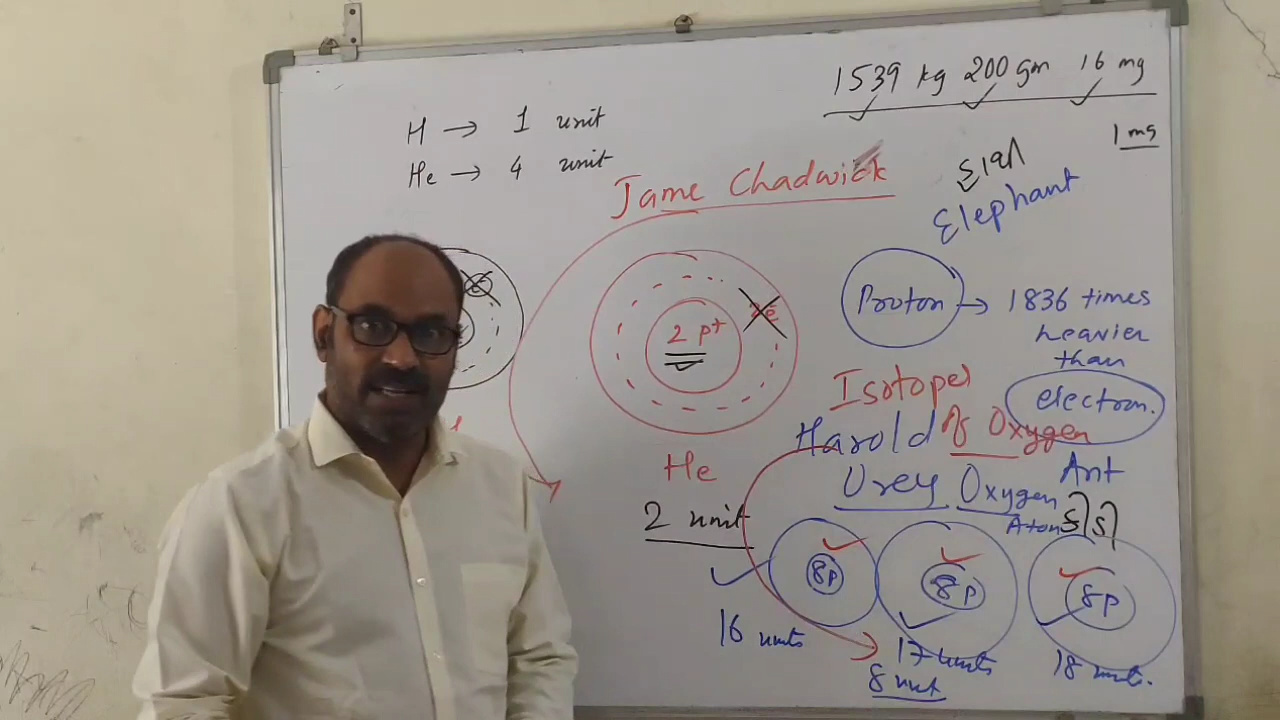 1539 kg 200 gm 16 mg
1 mg
H → 1 unit
He → 4 unit
Jame Chadwick
Elephant
2 p+
He
2 unit
Proton → 1836 times
heavier
than
electron.
Isotopes
Of Oxygen
Harold
Urey Oxygen
Atom
Ant
8p
8p
8p
16 units
17 units
18 units.
8 unit